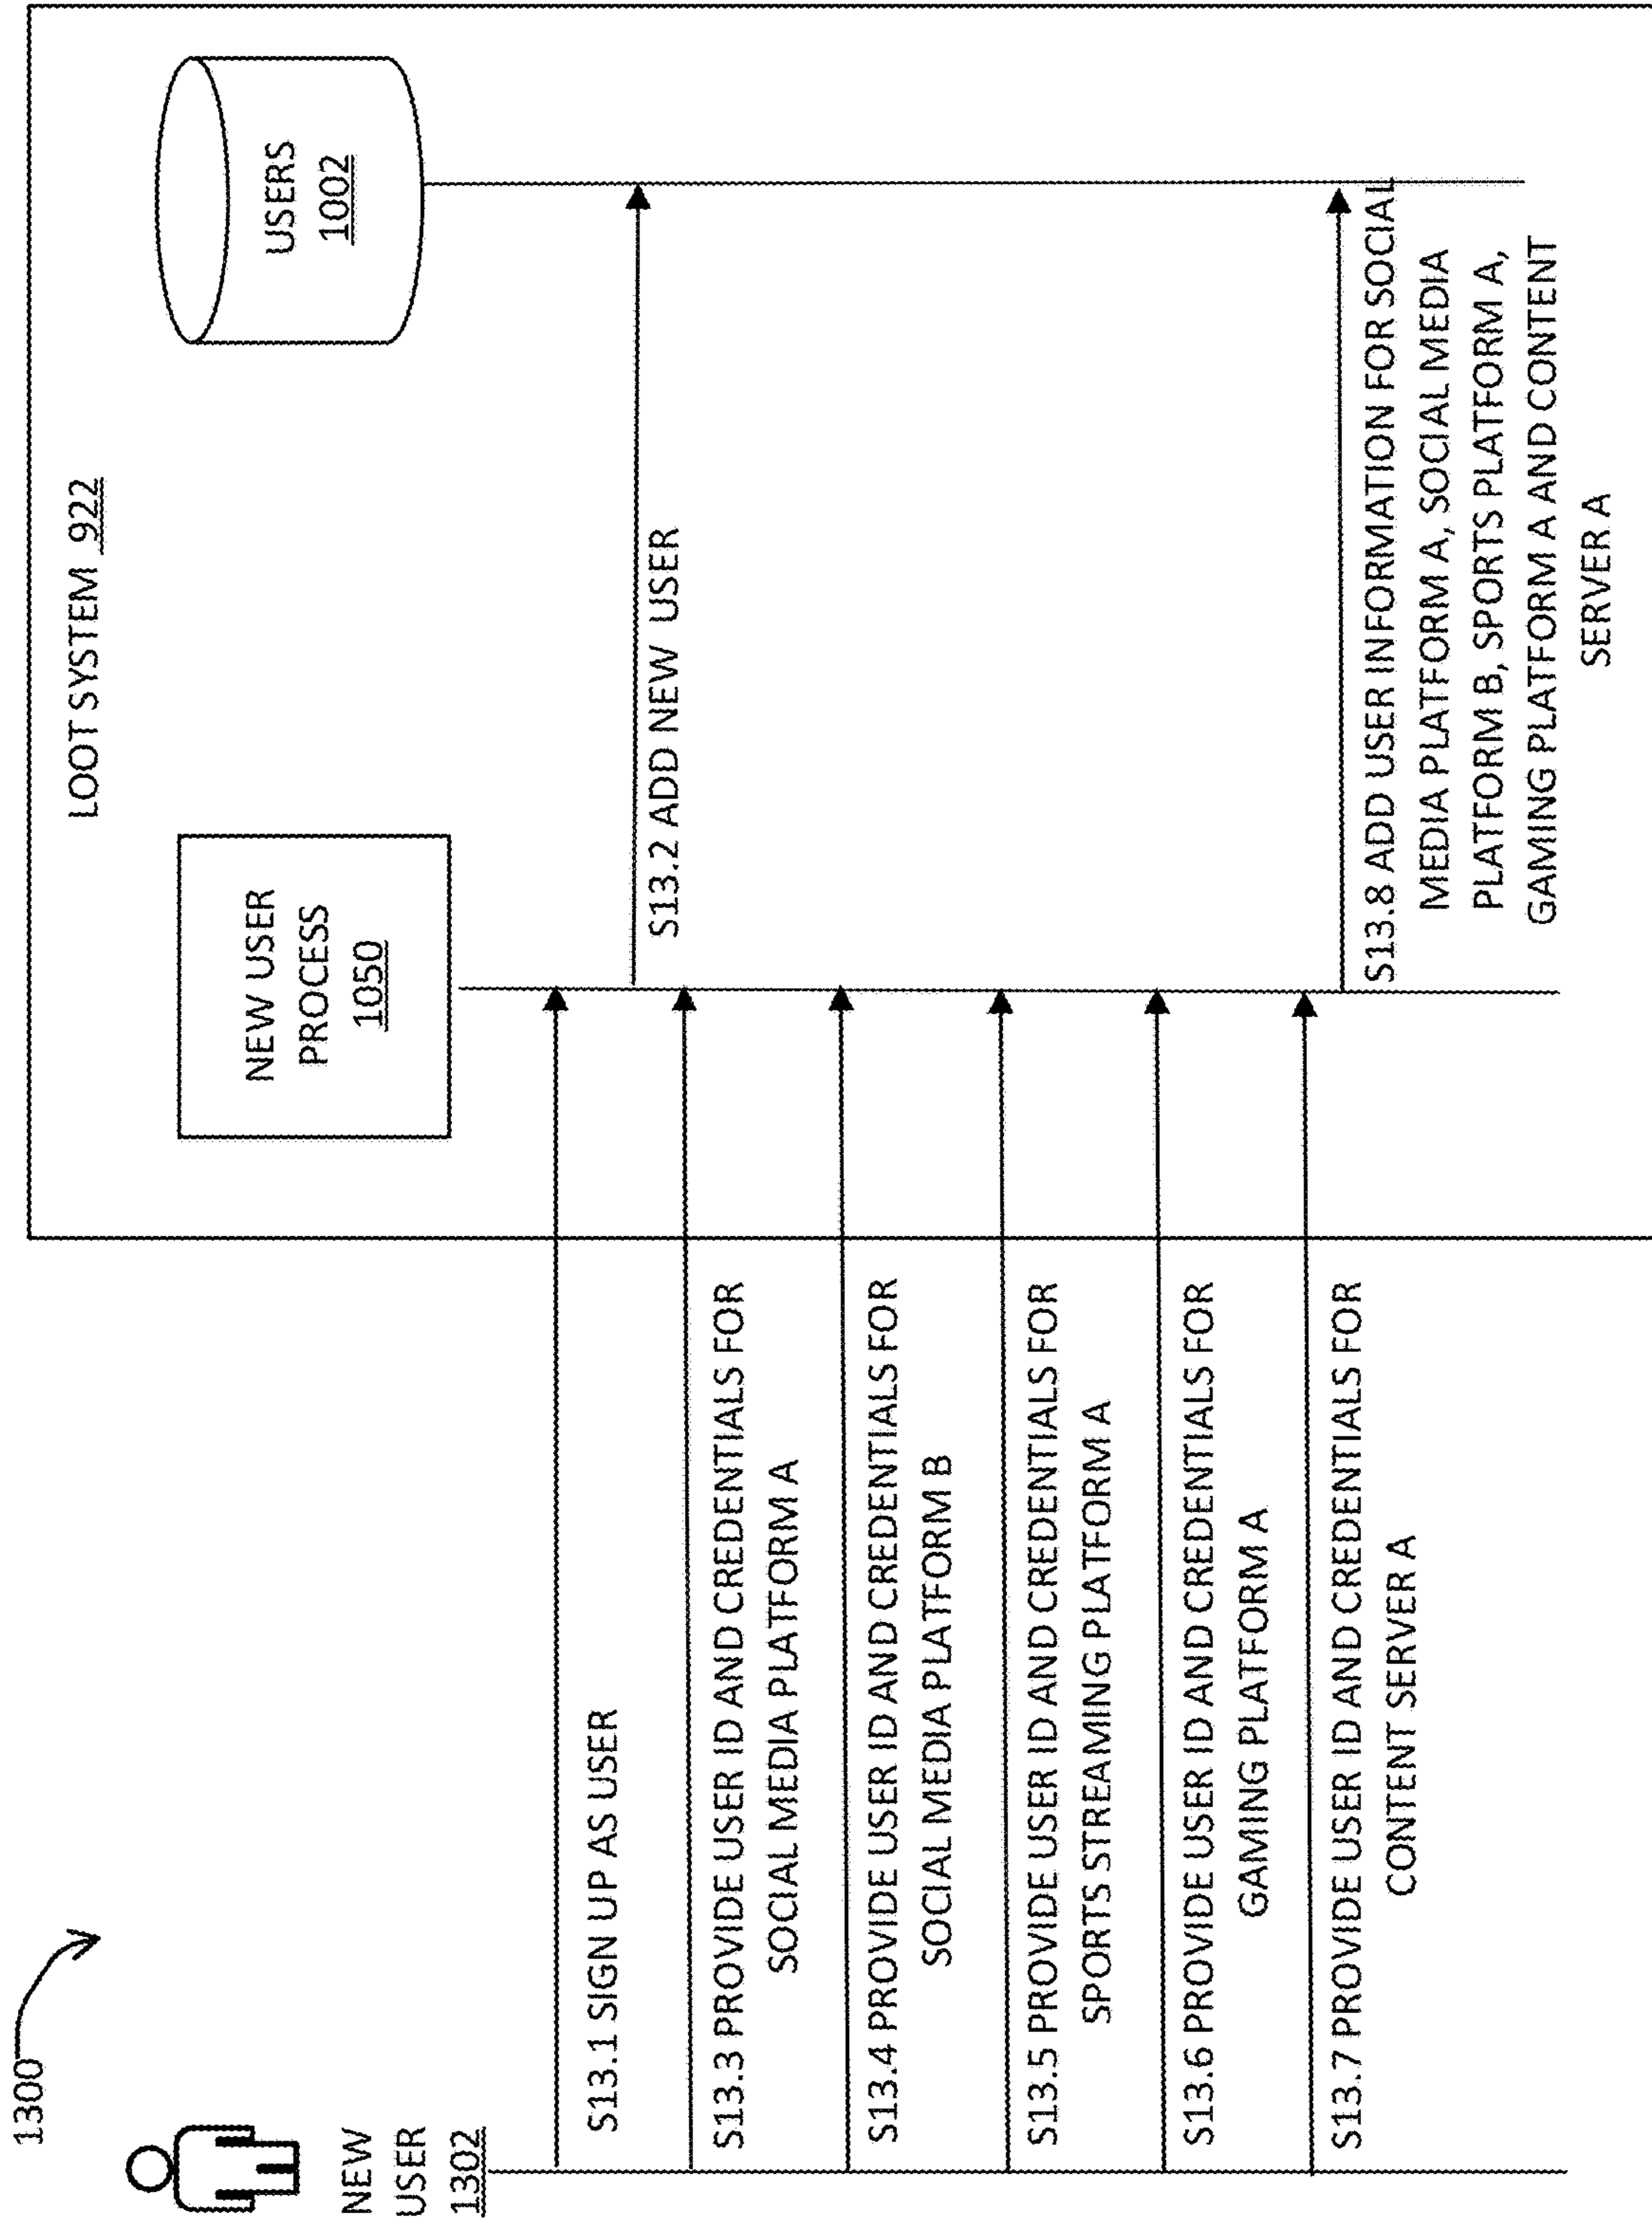 1300
LOOT SYSTEM 922
NEW
USER
1302
NEW USER
PROCESS
1050
USERS
1002
S13.1 SIGN UP AS USER
S13.2 ADD NEW USER
S13.3 PROVIDE USER ID AND CREDENTIALS FOR
SOCIAL MEDIA PLATFORM A
S13.4 PROVIDE USER ID AND CREDENTIALS FOR
SOCIAL MEDIA PLATFORM B
S13.5 PROVIDE USER ID AND CREDENTIALS FOR
SPORTS STREAMING PLATFORM A
S13.6 PROVIDE USER ID AND CREDENTIALS FOR
GAMING PLATFORM A
S13.7 PROVIDE USER ID AND CREDENTIALS FOR
CONTENT SERVER A
S13.8 ADD USER INFORMATION FOR SOCIAL
MEDIA PLATFORM A, SOCIAL MEDIA
PLATFORM B, SPORTS PLATFORM A,
GAMING PLATFORM A AND CONTENT
SERVER A